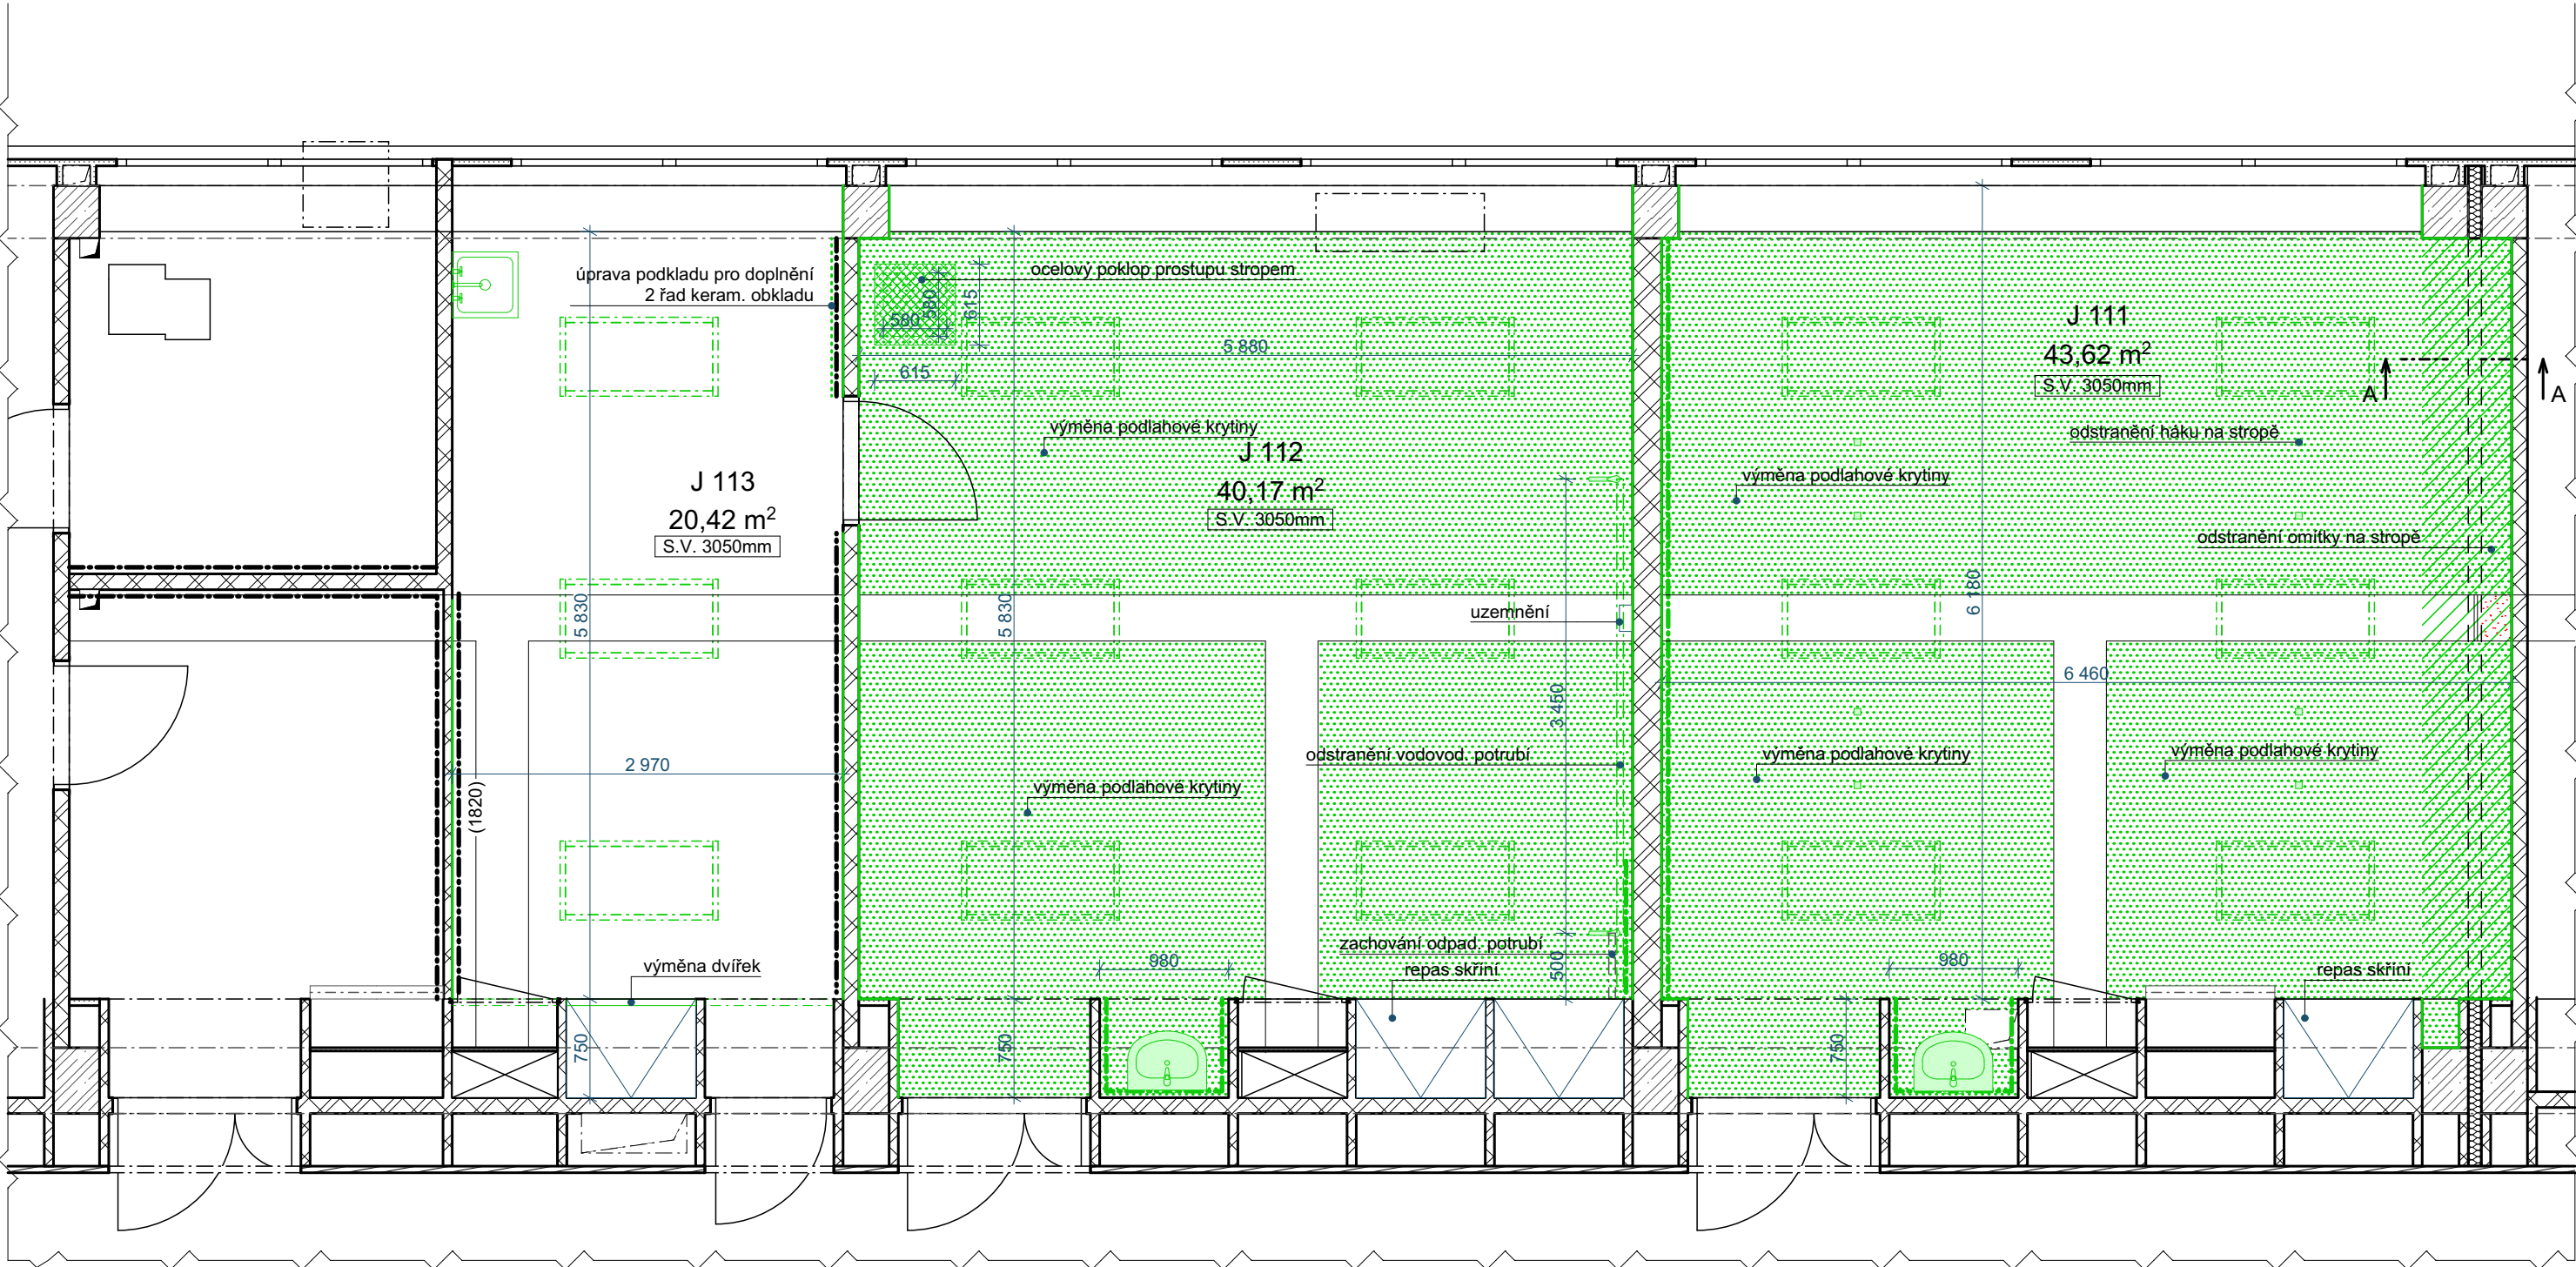 úprava podkladu pro doplnění
2 řad keram. obkladu
ocelový poklop prostupu stropem
580
580
615
615
5 880
J 111
43,62 m²
S.V. 3050mm
A
A
výměna podlahové krytiny
J 112
40,17 m²
S.V. 3050mm
odstranění háku na stropě
výměna podlahové krytiny
J 113
20,42 m²
S.V. 3050mm
odstranění omítky na stropě
5 830
5 830
uzemnění
6 180
6 460
3 450
2 970
(1820)
odstranění vodovod. potrubí
výměna podlahové krytiny
výměna podlahové krytiny
výměna podlahové krytiny
zachování odpad. potrubí
výměna dvířek
980
500
repas skříní
980
repas skříní
750
750
750